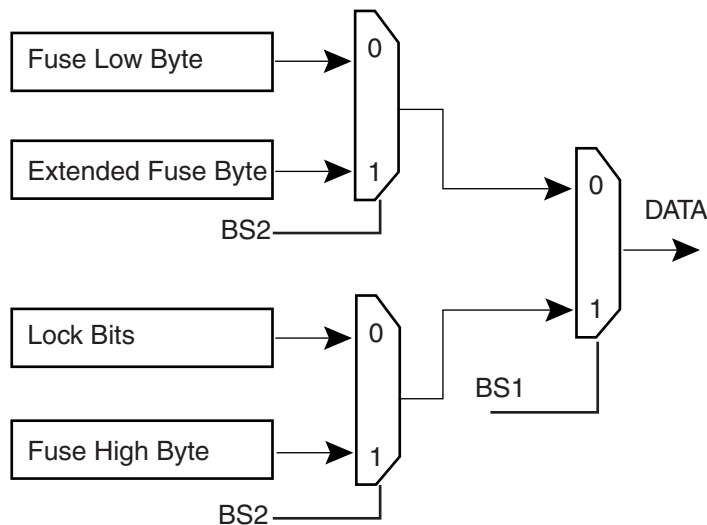 Fuse Low Byte
0
Extended Fuse Byte
1
BS2
0
DATA
Lock Bits
0
1
BS1
Fuse High Byte
1
BS2